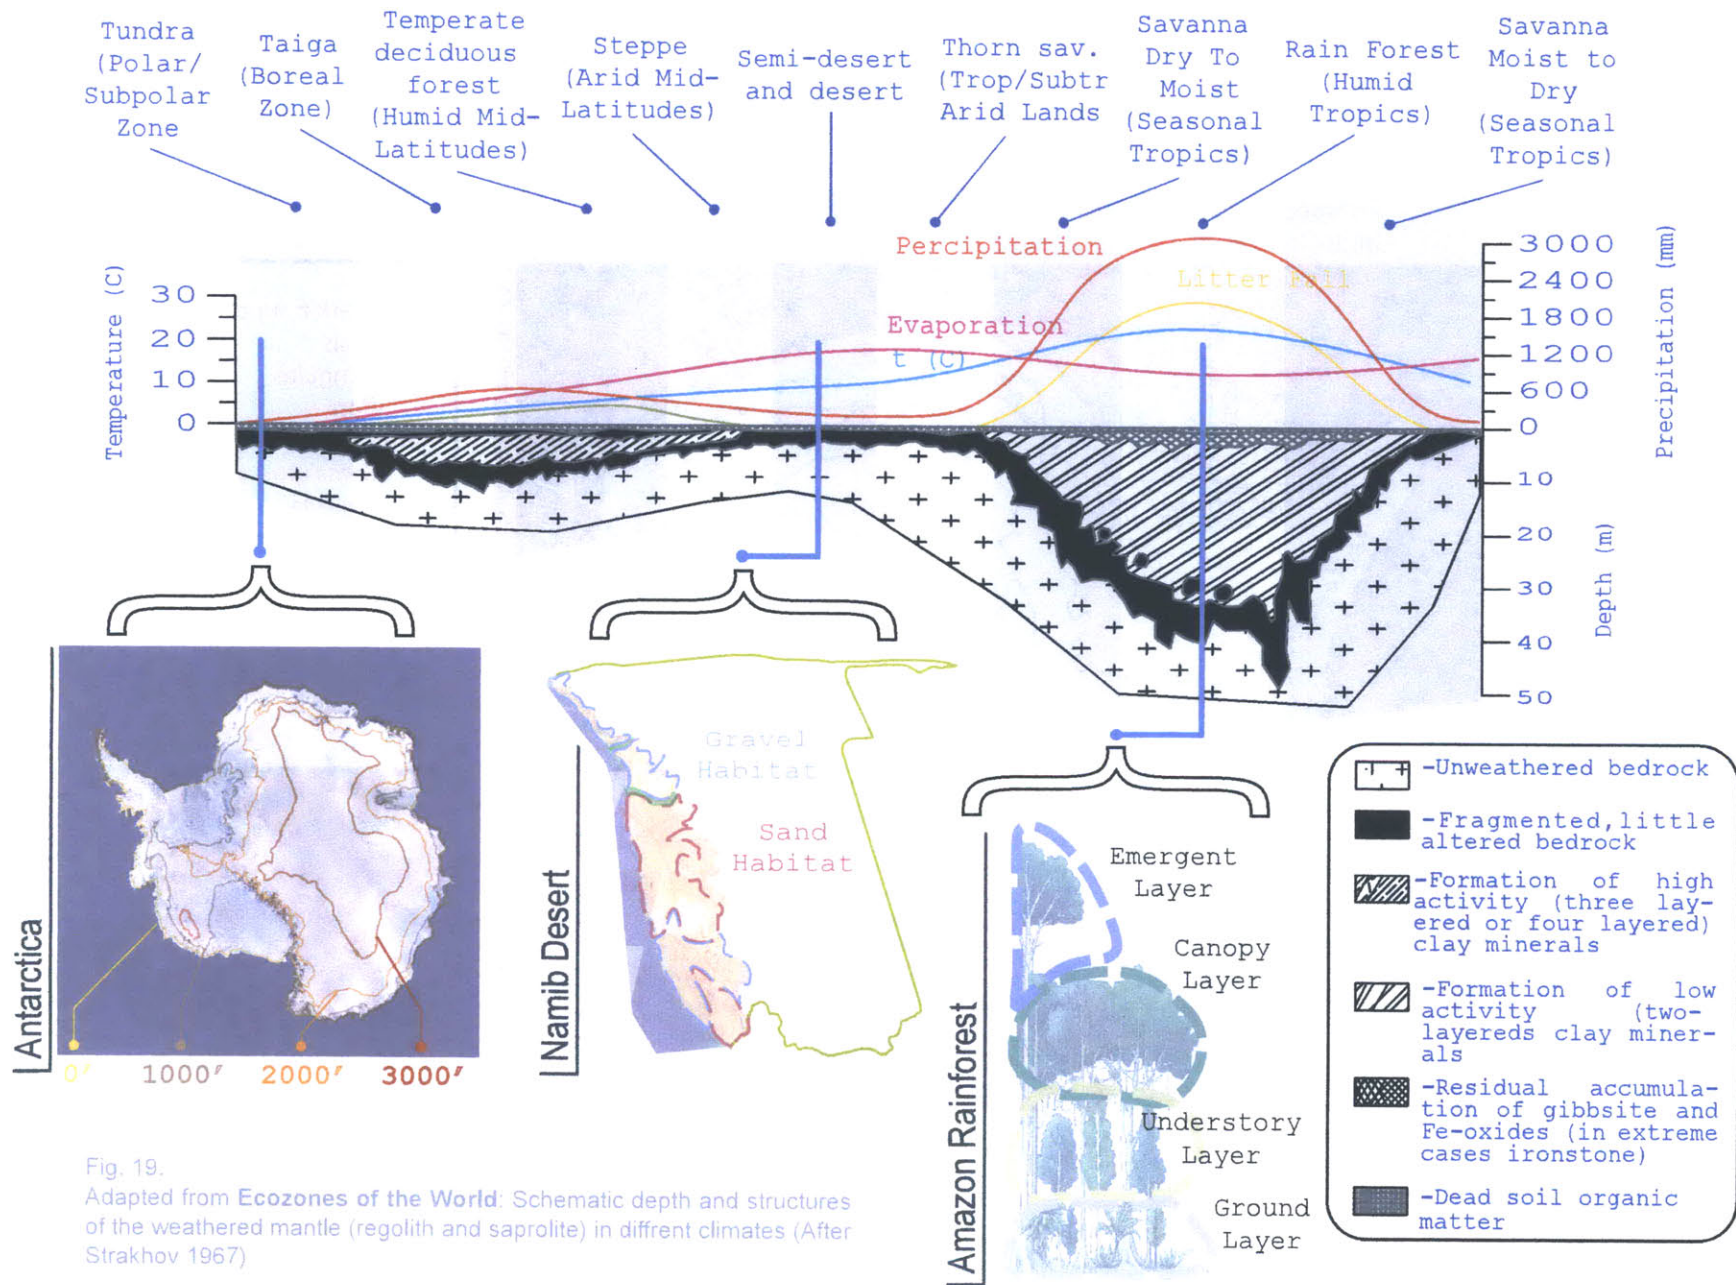 Tundra
(Polar/
Subpolar
Zone
Taiga
(Boreal
Zone)
Temperate
deciduous
forest
(Humid Mid-
Latitudes)
Steppe
(Arid Mid-
Latitudes)
Semi-desert
and desert
Thorn sav.
(Trop/Subtr
Arid Lands
Savanna
Dry To
Moist
(Seasonal
Tropics)
Rain Forest
(Humid
Tropics)
Savanna
Moist to
Dry
(Seasonal
Tropics)
Percipitation
Litter Fall
Evaporation
t (C)
Temperature (C)
30
20
10
0
Precipitation (mm)
3000
2400
1800
1200
600
0
Depth (m)
10
20
30
40
50
Antarctica
0'
1000'
2000'
3000'
Namib Desert
Gravel
Habitat
Sand
Habitat
Amazon Rainforest
Emergent
Layer
Canopy
Layer
Understory
Layer
Ground
Layer
-Unweathered bedrock
-Fragmented,little
altered bedrock
-Formation of high
activity (three lay-
ered or four layered)
clay minerals
-Formation of low
activity (two-
layereds clay miner-
als
-Residual accumula-
tion of gibbsite and
Fe-oxides (in extreme
cases ironstone)
-Dead soil organic
matter
Fig. 19.
Adapted from Ecozones of the World: Schematic depth and structures
of the weathered mantle (regolith and saprolite) in diffrent climates (After
Strakhov 1967)